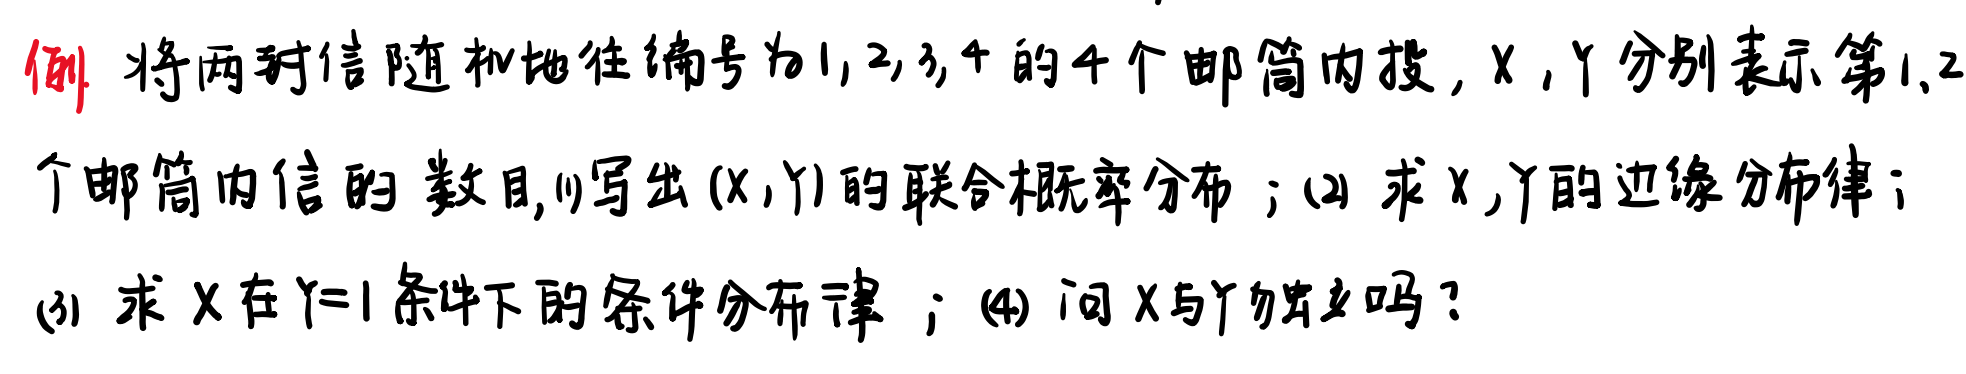 例 将两封信随机地往编号为1,2,3,4的4个邮筒内投,X,Y分别表示第1、2
个邮筒内信的数目,(1)写出(X,Y)的联合概率分布;(2)求X,Y的边缘分布律;
(3)求X在Y=1条件下的条件分布律;(4)问X与Y独立吗?